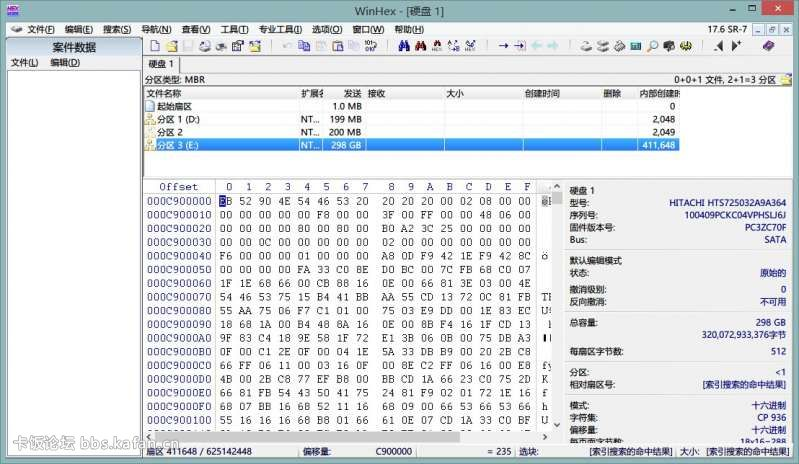 WinHex - [硬盘 1]
文件(F) 编辑(E) 搜索(S) 导航(N) 查看(V) 工具(T) 专业工具(I) 选项(O) 窗口(W) 帮助(H) 17.6 SR-7
案件数据
文件(L) 编辑(D)
硬盘 1
分区类型: MBR 0+0+1 文件, 2+1=3 分区
文件名称 扩展名 发送 接收 大小 创建时间 删除 内部创建时
起始扇区 1.0 MB 0
分区 1 (D:) NT... 199 MB 2,048
分区 2 NT... 200 MB 2,049
分区 3 (E:) NT... 298 GB 411,648
Offset 0 1 2 3 4 5 6 7 8 9 A B C D E F
000C900000 EB 52 90 4E 54 46 53 20 20 20 20 00 02 08 00 00
000C900010 00 00 00 00 00 F8 00 00 3F 00 FF 00 00 48 06 00
000C900020 00 00 00 00 80 00 80 00 B0 A2 3C 25 00 00 00 00
000C900030 00 00 0C 00 00 00 00 00 02 00 00 00 00 00 00 00
000C900040 F6 00 00 00 01 00 00 00 A8 0D F9 42 1E F9 42 8C
000C900050 00 00 00 00 FA 33 C0 8E D0 BC 00 7C FB 68 C0 07
000C900060 1F 1E 68 66 00 CB 88 16 0E 00 66 81 3E 03 00 4E
000C900070 54 46 53 75 15 B4 41 BB AA 55 CD 13 72 0C 81 FB
000C900080 55 AA 75 06 F7 C1 01 00 75 03 E9 DD 00 1E 83 EC
000C900090 18 68 1A 00 B4 48 8A 16 0E 00 8B F4 16 1F CD 13
000C9000A0 9F 83 C4 18 9E 58 1F 72 E1 3B 06 0B 00 75 DB A3
000C9000B0 0F 00 C1 2E 0F 00 04 1E 5A 33 DB B9 00 20 2B C8
000C9000C0 66 FF 06 11 00 03 16 0F 00 8E C2 FF 06 16 00 E8
000C9000D0 4B 00 2B C8 77 EF B8 00 BB CD 1A 66 23 C0 75 2D
000C9000E0 66 81 FB 54 43 50 41 75 24 81 F9 02 01 72 1E 16
000C9000F0 68 07 BB 16 68 52 11 16 68 09 00 66 53 66 53 66
000C900100 55 16 16 16 68 B8 01 66 61 0E 07 CD 1A 33 C0 BF
硬盘 1
型号: HITACHI HTS725032A9A364
序列号: 100409PCKC04VPHSLJ6J
固件版本号: PC3ZC70F
Bus: SATA
默认编辑模式
状态: 原始的
撤消级别: 0
反向撤消: 不可用
总容量: 298 GB
320,072,933,376字节
每扇区字节数: 512
分区: <1
相对扇区号: [索引搜索的命中结果]
模式: 十六进制
字符集: CP 936
偏移地址: 十六进制
每页面字节数: 18x16=288
扇区 411648 / 625142448 偏移量: C900000 = 235 选块: [索引搜索的命中结果] 大小: [索引搜索的命中结果]
卡饭论坛 bbs.kafan.cn